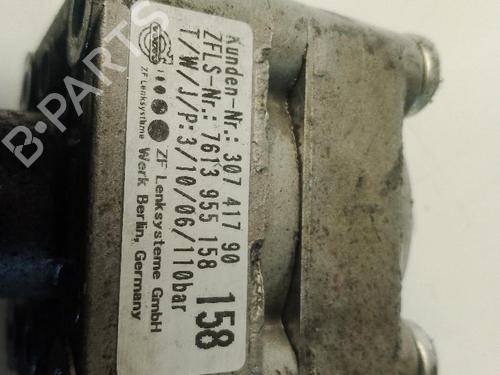 Kunden-Nr.: 307 417 90
ZFLS-Nr.: 7613 955 158
T/W/J/P: 3/10/06/110bar
158
ZF Lenksysteme
ZF Lenksysteme GmbH
Werk Berlin, Germany
B-PARTS